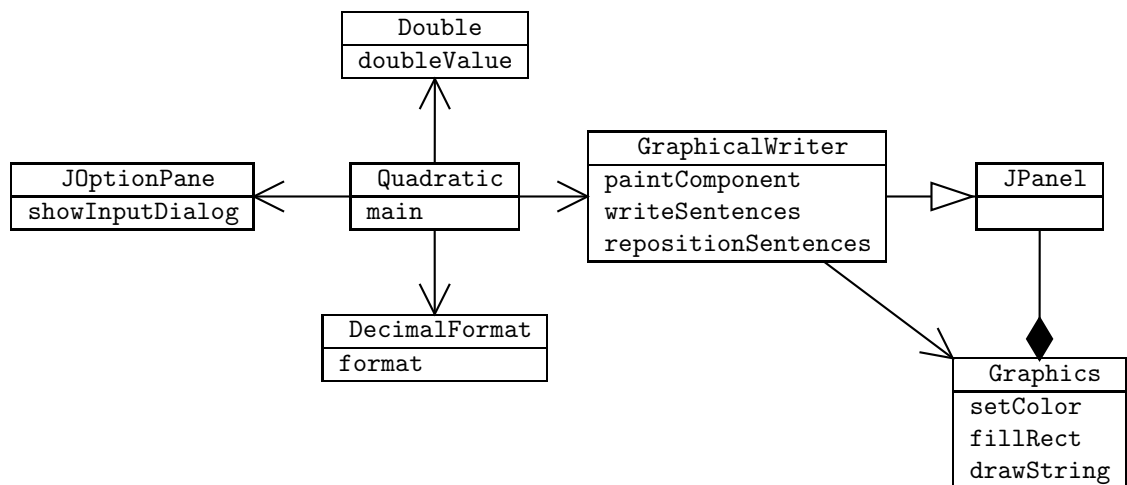 Double
doubleValue
JOptionPane
showInputDialog
Quadratic
main
GraphicalWriter
paintComponent
writeSentences
repositionSentences
JPanel
DecimalFormat
format
Graphics
setColor
fillRect
drawString